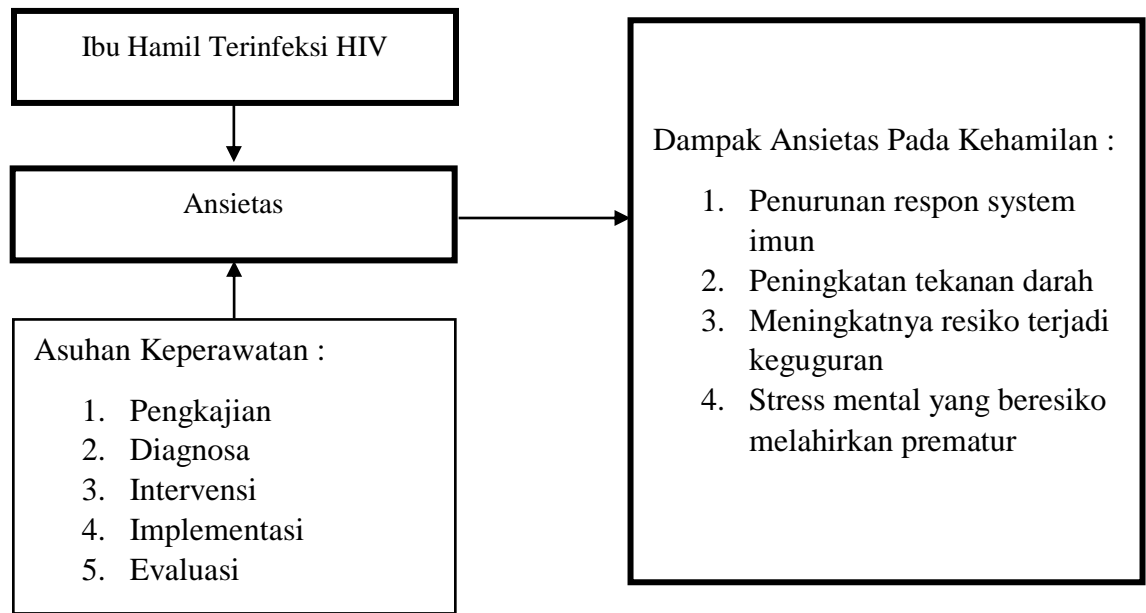 Ibu Hamil Terinfeksi HIV
Ansietas
Asuhan Keperawatan :
1. Pengkajian
2. Diagnosa
3. Intervensi
4. Implementasi
5. Evaluasi
Dampak Ansietas Pada Kehamilan :
1. Penurunan respon system
imun
2. Peningkatan tekanan darah
3. Meningkatnya resiko terjadi
keguguran
4. Stress mental yang beresiko
melahirkan prematur